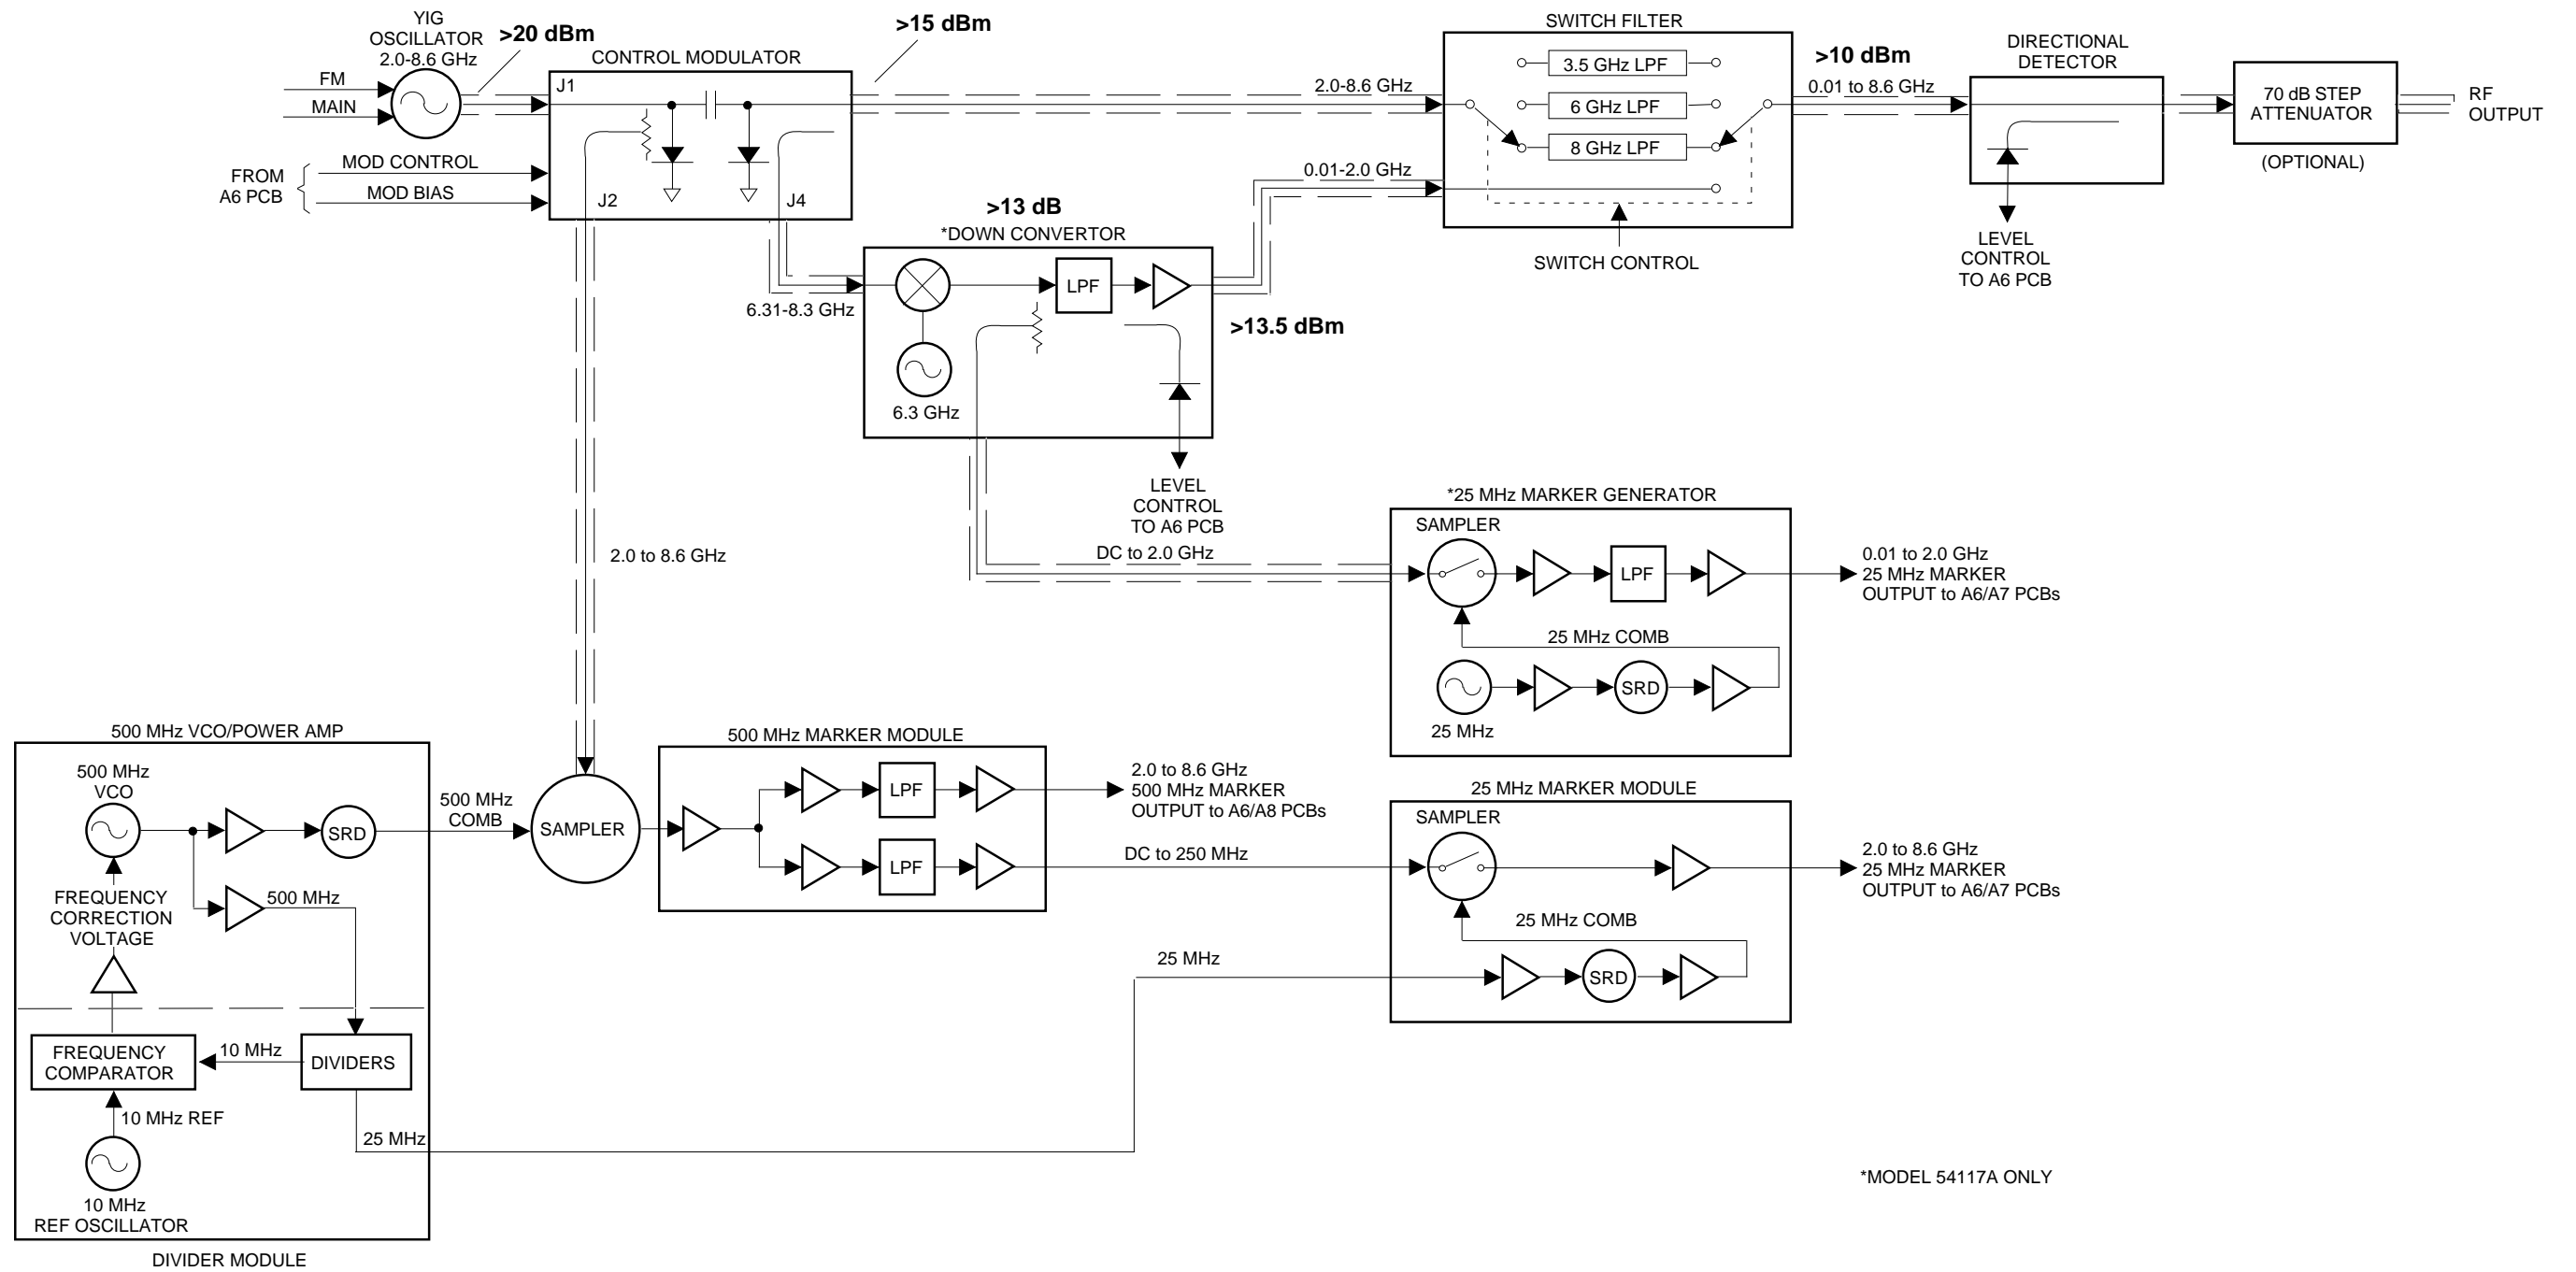 YIG
OSCILLATOR
2.0-8.6 GHz
>20 dBm
FM
MAIN
CONTROL MODULATOR
J1
J2
J4
>15 dBm
FROM
A6 PCB
MOD CONTROL
MOD BIAS
SWITCH FILTER
2.0-8.6 GHz
3.5 GHz LPF
6 GHz LPF
8 GHz LPF
0.01-2.0 GHz
SWITCH CONTROL
>10 dBm
0.01 to 8.6 GHz
DIRECTIONAL
DETECTOR
LEVEL
CONTROL
TO A6 PCB
70 dB STEP
ATTENUATOR
(OPTIONAL)
RF
OUTPUT
>13 dB
*DOWN CONVERTOR
LPF
6.31-8.3 GHz
6.3 GHz
>13.5 dBm
LEVEL
CONTROL
TO A6 PCB
DC to 2.0 GHz
2.0 to 8.6 GHz
*25 MHz MARKER GENERATOR
SAMPLER
LPF
25 MHz COMB
SRD
25 MHz
0.01 to 2.0 GHz
25 MHz MARKER
OUTPUT to A6/A7 PCBs
500 MHz VCO/POWER AMP
500 MHz
VCO
SRD
500 MHz
COMB
FREQUENCY
CORRECTION
VOLTAGE
500 MHz
SAMPLER
500 MHz MARKER MODULE
LPF
LPF
2.0 to 8.6 GHz
500 MHz MARKER
OUTPUT to A6/A8 PCBs
DC to 250 MHz
25 MHz MARKER MODULE
SAMPLER
25 MHz COMB
SRD
25 MHz
2.0 to 8.6 GHz
25 MHz MARKER
OUTPUT to A6/A7 PCBs
FREQUENCY
COMPARATOR
10 MHz
DIVIDERS
10 MHz REF
25 MHz
10 MHz
REF OSCILLATOR
DIVIDER MODULE
*MODEL 54117A ONLY